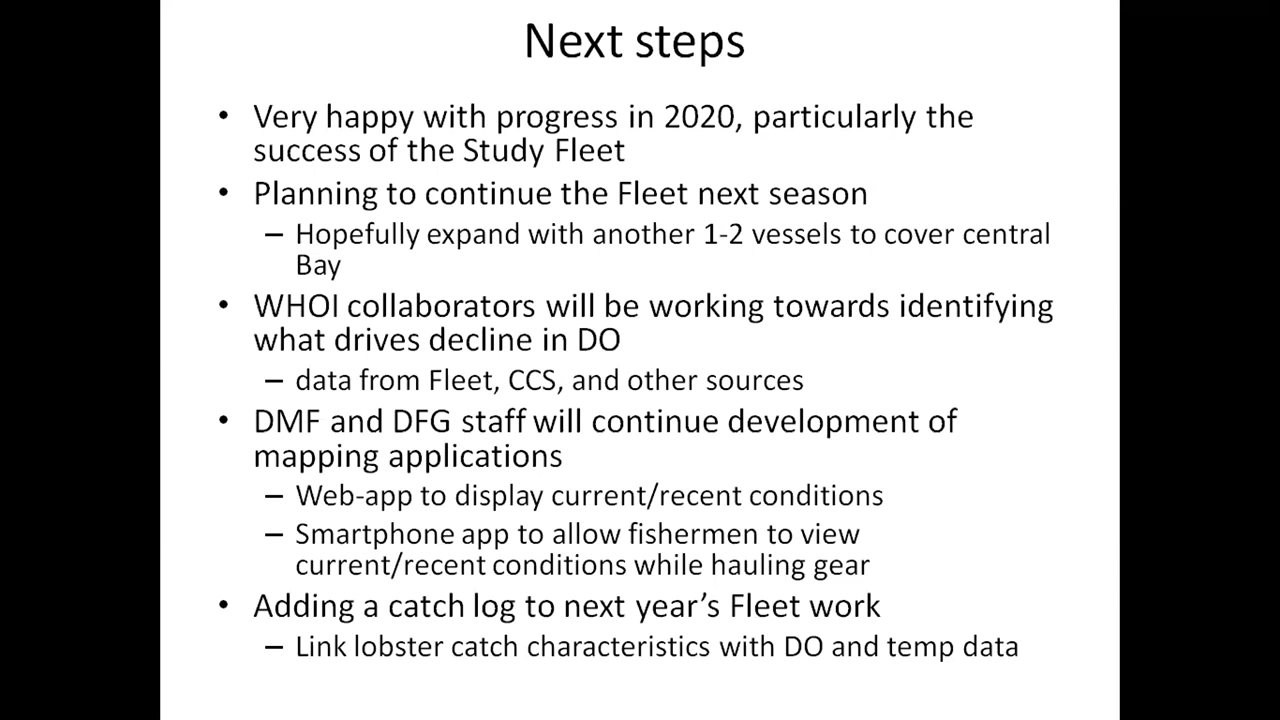 Next steps
• Very happy with progress in 2020, particularly the
success of the Study Fleet
• Planning to continue the Fleet next season
– Hopefully expand with another 1-2 vessels to cover central
Bay
• WHOI collaborators will be working towards identifying
what drives decline in DO
– data from Fleet, CCS, and other sources
• DMF and DFG staff will continue development of
mapping applications
– Web-app to display current/recent conditions
– Smartphone app to allow fishermen to view
current/recent conditions while hauling gear
• Adding a catch log to next year’s Fleet work
– Link lobster catch characteristics with DO and temp data